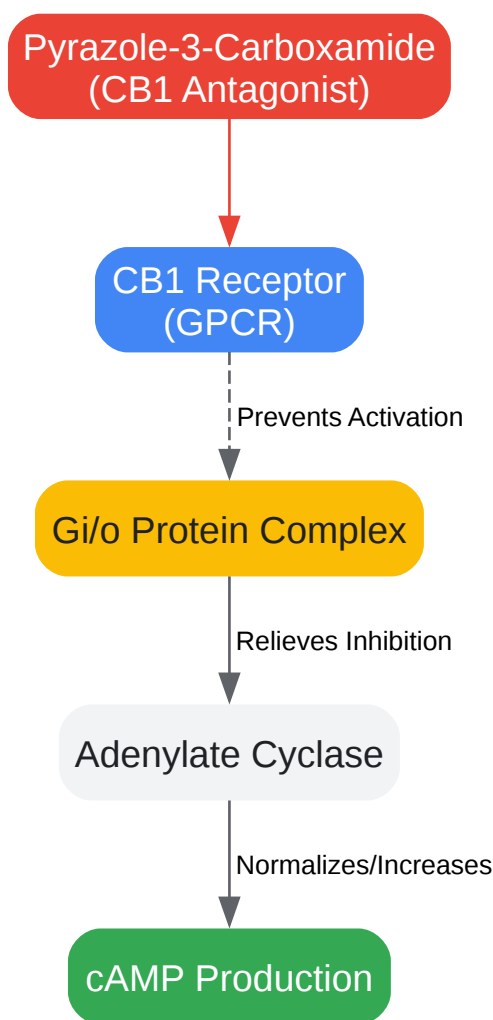 Pyrazole-3-Carboxamide
(CB1 Antagonist)
CB1 Receptor
(GPCR)
Prevents Activation
Gi/o Protein Complex
Relieves Inhibition
Adenylate Cyclase
Normalizes/Increases
cAMP Production